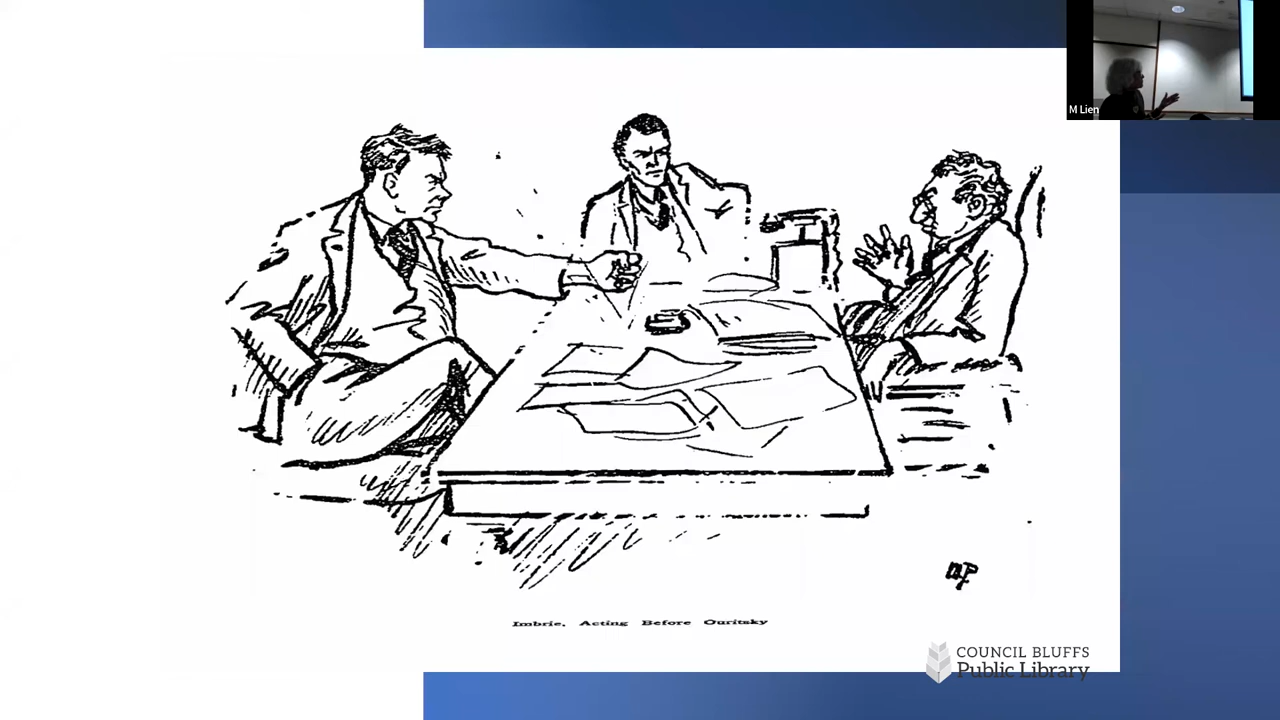 M Lien
Imbrie, Acting Before Ouritsky
COUNCIL BLUFFS
Public Library